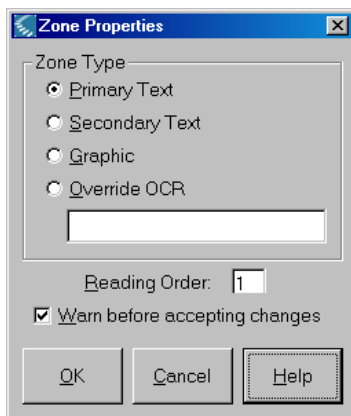 Zone Properties
Zone Type
Primary Text
Secondary Text
Graphic
Override OCR
Reading Order: 1
Warn before accepting changes
OK Cancel Help